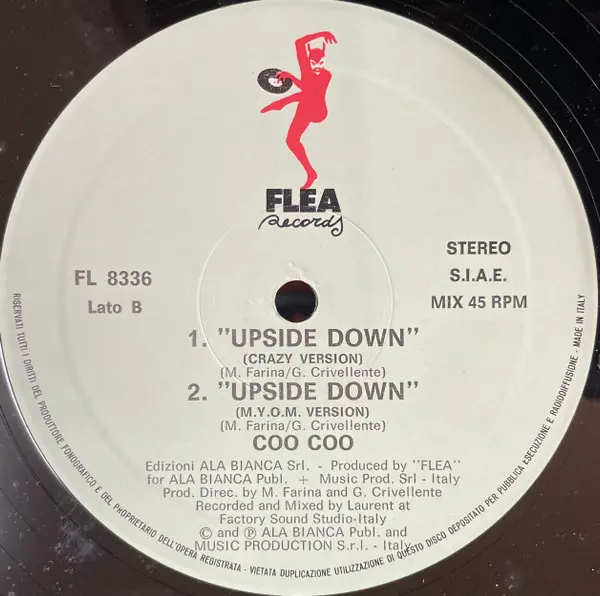 FLEA
Records
FL 8336
Lato B
STEREO
S.I.A.E.
MIX 45 RPM
1. "UPSIDE DOWN"
(CRAZY VERSION)
(M. Farina/G. Crivellente)
2. "UPSIDE DOWN"
(M.Y.O.M. VERSION)
(M. Farina/G. Crivellente)
COO COO
Edizioni ALA BIANCA Srl. - Produced by "FLEA"
for ALA BIANCA Publ. + Music Prod. Srl - Italy
Prod. Direc. by M. Farina and G. Crivellente
Recorded and Mixed by Laurent at
Factory Sound Studio-Italy
© and ℗ ALA BIANCA Publ. and
MUSIC PRODUCTION S.r.l. - Italy
RISERVATI TUTTI I DIRITTI DEL PRODUTTORE FONOGRAFICO E DEL PROPRIETARIO DELL'OPERA REGISTRATA - VIETATA DUPLICAZIONE UTILIZZAZIONE DI QUESTO DISCO DEPOSITATO PER PUBBLICA ESECUZIONE E RADIODIFFUSIONE - MADE IN ITALY